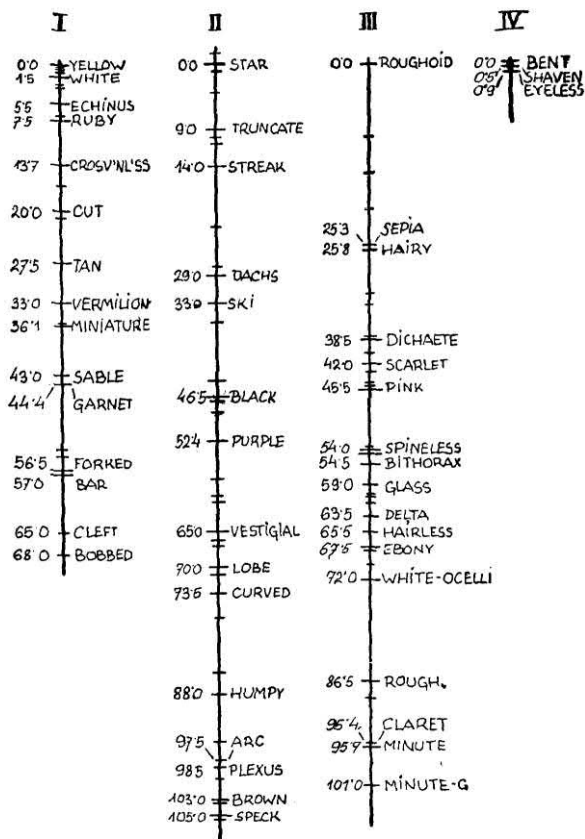 I
0·0 YELLOW
1·5 WHITE
5·5 ECHINUS
7·5 RUBY
13·7 CROSV'NL'SS
20·0 CUT
27·5 TAN
33·0 VERMILION
36·1 MINIATURE
43·0 SABLE
44·4 GARNET
56·5 FORKED
57·0 BAR
65·0 CLEFT
68·0 BOBBED
II
0·0 STAR
9·0 TRUNCATE
14·0 STREAK
29·0 DACHS
33·0 SKI
46·5 BLACK
52·4 PURPLE
65·0 VESTIGIAL
70·0 LOBE
73·5 CURVED
88·0 HUMPY
97·5 ARC
98·5 PLEXUS
103·0 BROWN
105·0 SPECK
III
0·0 ROUGHOID
25·3 SEPIA
25·8 HAIRY
38·5 DICHAETE
42·0 SCARLET
45·5 PINK
54·0 SPINELESS
54·5 BITHORAX
59·0 GLASS
63·5 DELTA
65·5 HAIRLESS
67·5 EBONY
72·0 WHITE-OCELLI
86·5 ROUGH.
95·4 CLARET
95·7 MINUTE
101·0 MINUTE-G
IV
0·0 BENT
0·5 SHAVEN
0·9 EYELESS